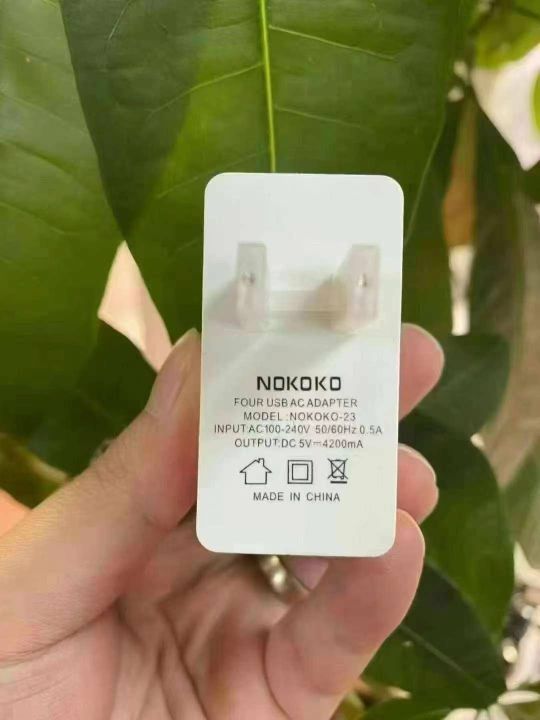 NOKOKO
FOUR USB AC ADAPTER
MODEL :NOKOKO-23
INPUT AC100-240V 50/60Hz 0.5A
OUTPUT:DC 5V⎓4200mA
MADE IN CHINA